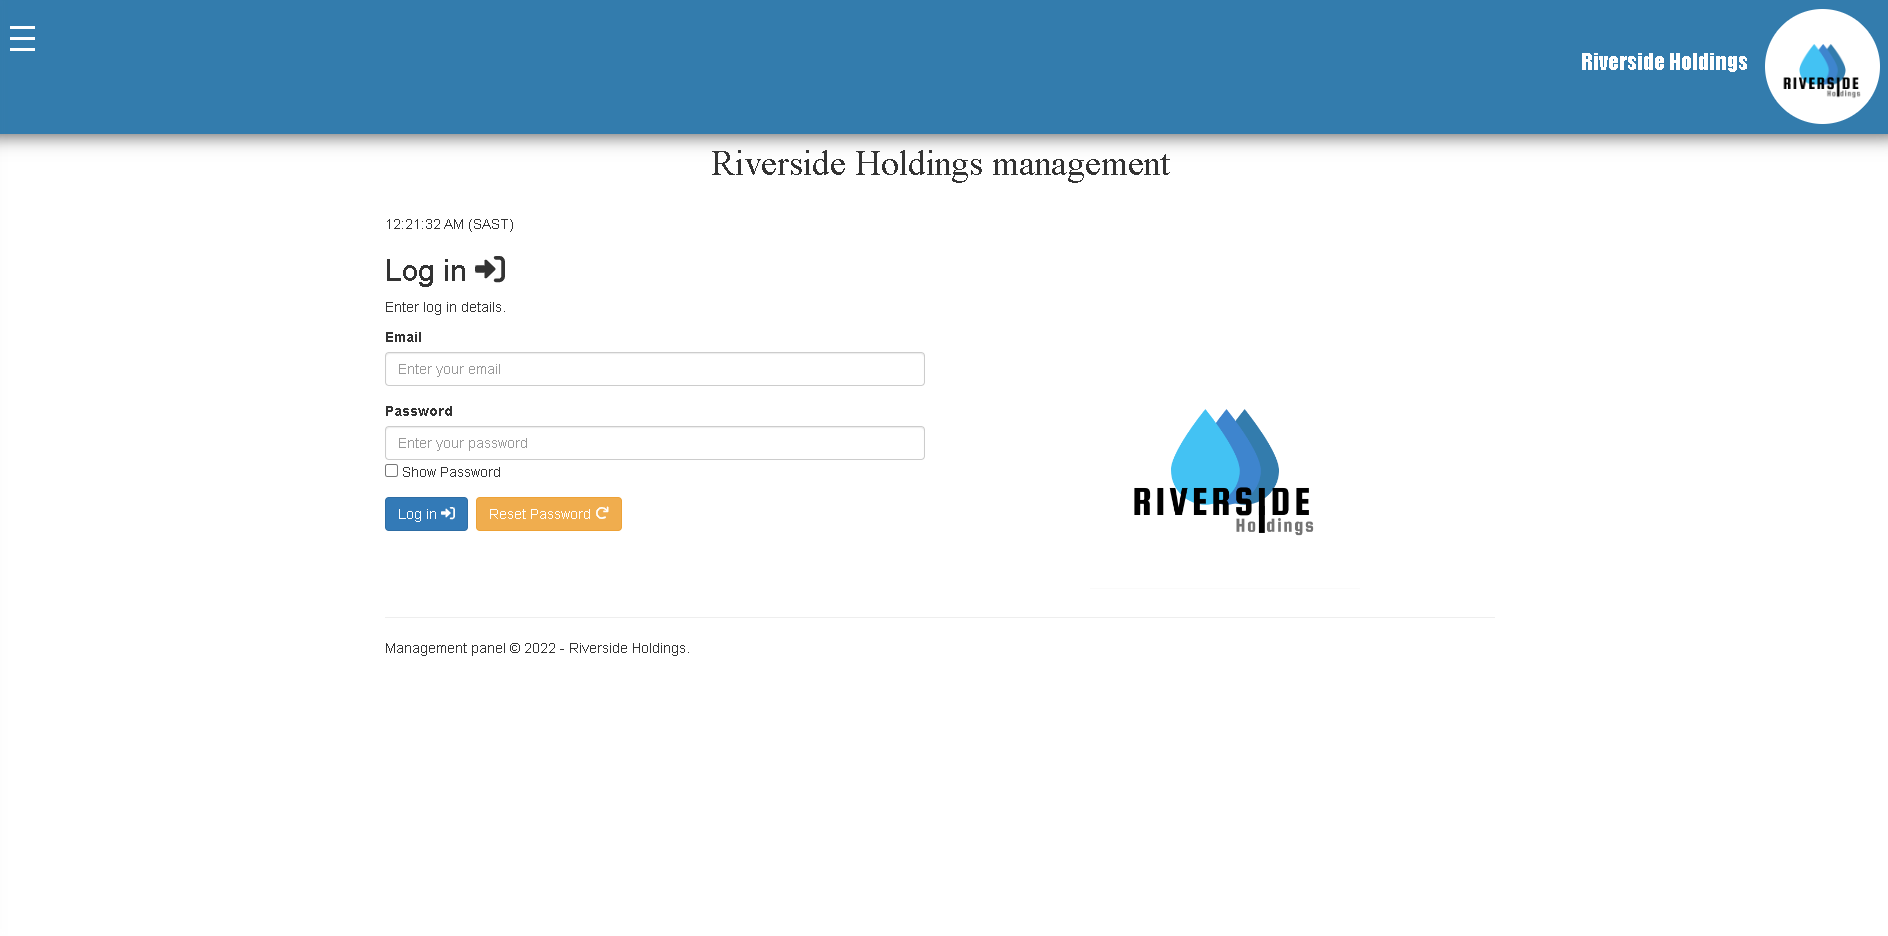 Riverside Holdings
RIVERSIDE
Holdings
Riverside Holdings management
12:21:32 AM (SAST)
Log in
Enter log in details.
Email
Enter your email
Password
Enter your password
Show Password
Log in
Reset Password
RIVERSIDE
Holdings
Management panel © 2022 - Riverside Holdings.